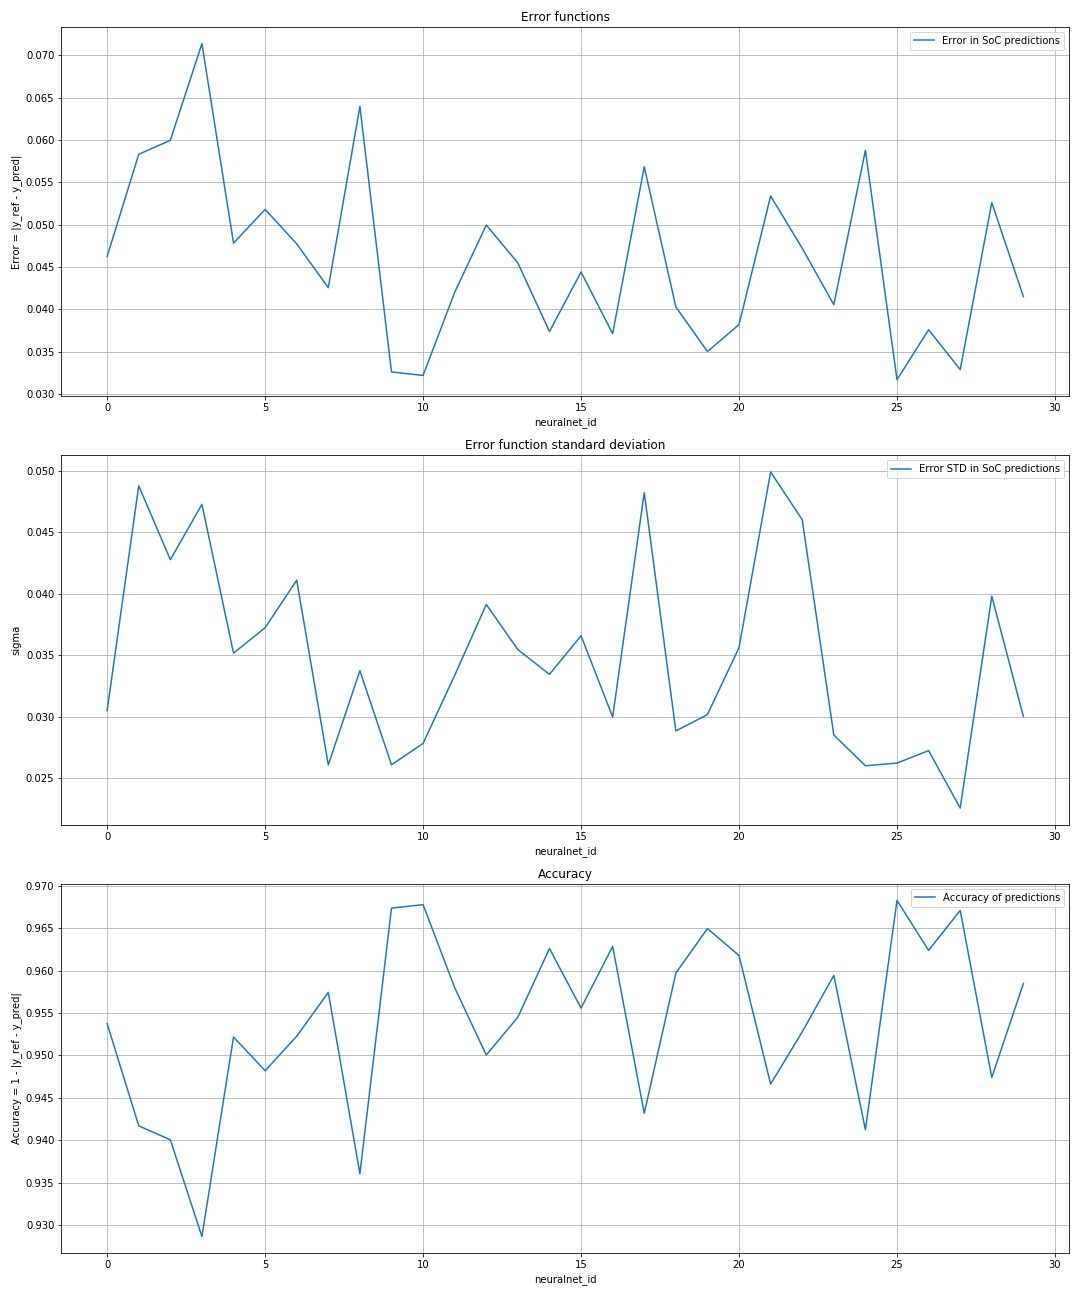 Error functions
Error in SoC predictions
0.070
0.065
0.060
0.055
0.050
0.045
0.040
0.035
0.030
Error = |y_ref - y_pred|
0 5 10 15 20 25 30
neuralnet_id
Error function standard deviation
Error STD in SoC predictions
0.050
0.045
0.040
0.035
0.030
0.025
sigma
0 5 10 15 20 25 30
neuralnet_id
Accuracy
Accuracy of predictions
0.970
0.965
0.960
0.955
0.950
0.945
0.940
0.935
0.930
Accuracy = 1 - |y_ref - y_pred|
0 5 10 15 20 25 30
neuralnet_id